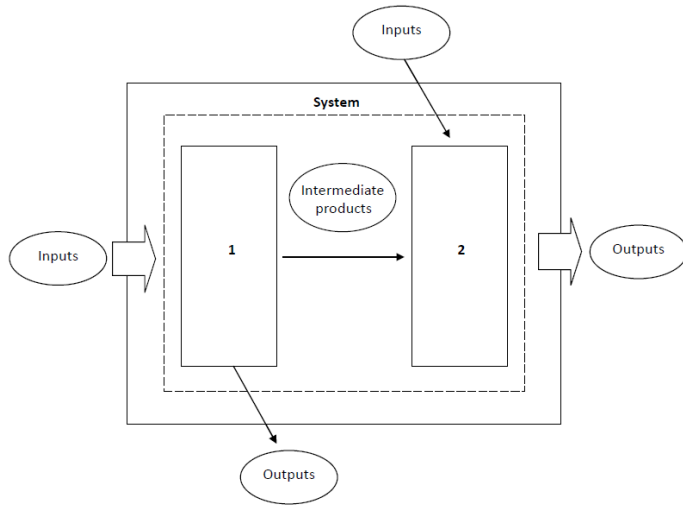 Inputs
System
Intermediate
products
Inputs
1
2
Outputs
Outputs